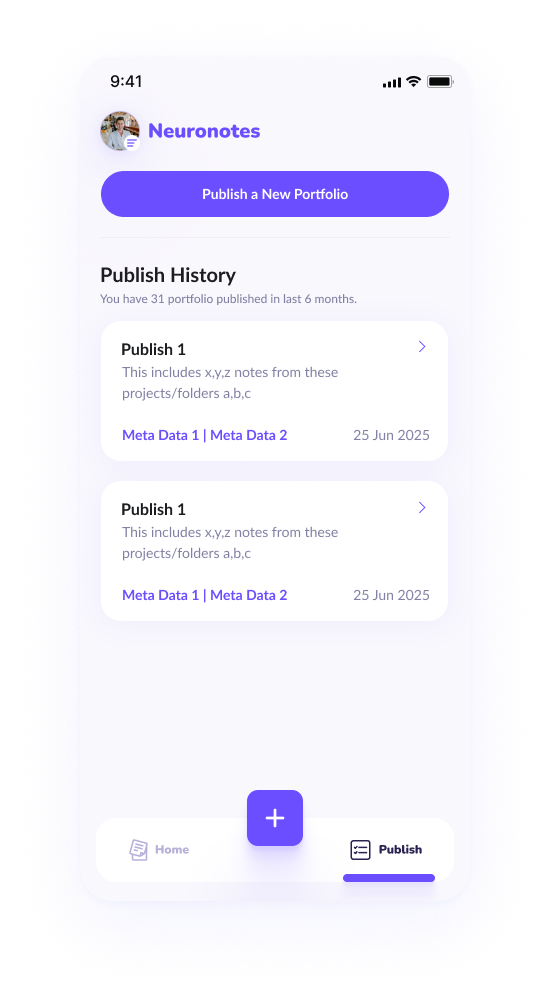 9:41
Neuronotes
Publish a New Portfolio
Publish History
You have 31 portfolio published in last 6 months.
Publish 1
This includes x,y,z notes from these
projects/folders a,b,c
Meta Data 1 | Meta Data 2 25 Jun 2025
Publish 1
This includes x,y,z notes from these
projects/folders a,b,c
Meta Data 1 | Meta Data 2 25 Jun 2025
Home Publish